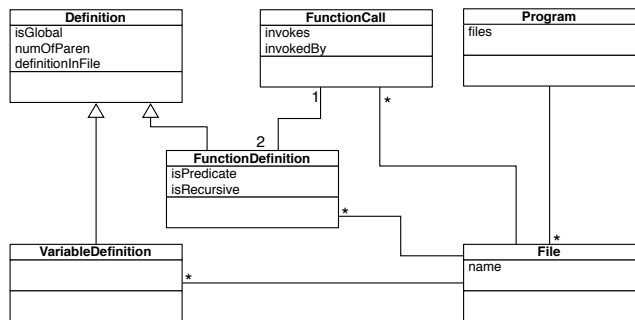 Definition
isGlobal
numOfParen
definitionInFile
FunctionCall
invokes
invokedBy
Program
files
1
*
2
FunctionDefinition
isPredicate
isRecursive
*
*
VariableDefinition
*
File
name